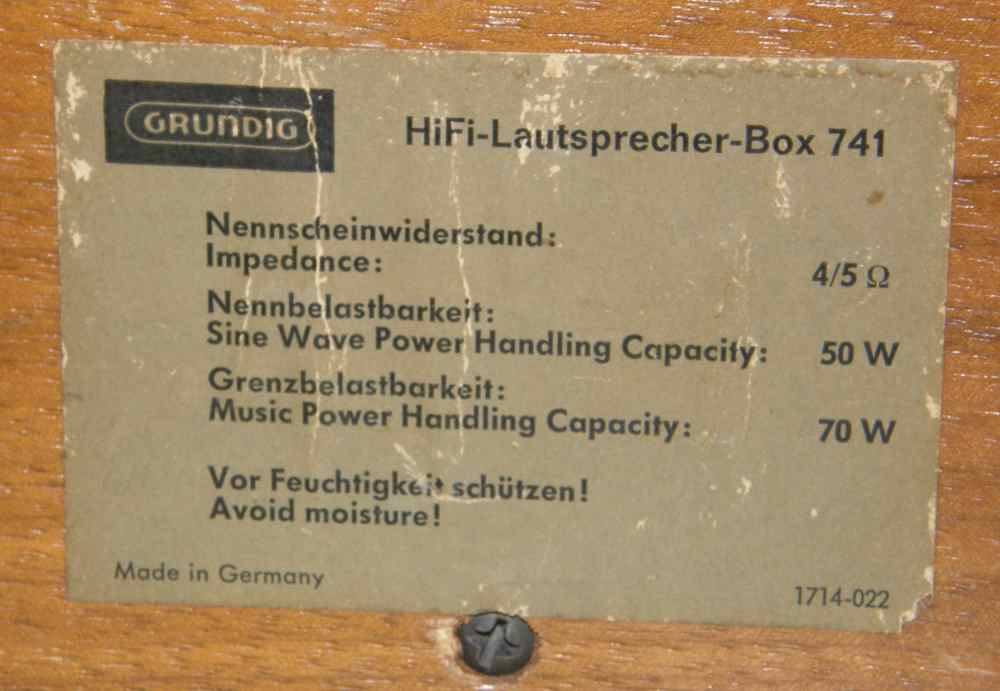 GRUNDIG
HiFi-Lautsprecher-Box 741
Nennscheinwiderstand:
Impedance: 4/5 Ω
Nennbelastbarkeit:
Sine Wave Power Handling Capacity: 50 W
Grenzbelastbarkeit:
Music Power Handling Capacity: 70 W
Vor Feuchtigkeit schützen!
Avoid moisture!
Made in Germany
1714-022